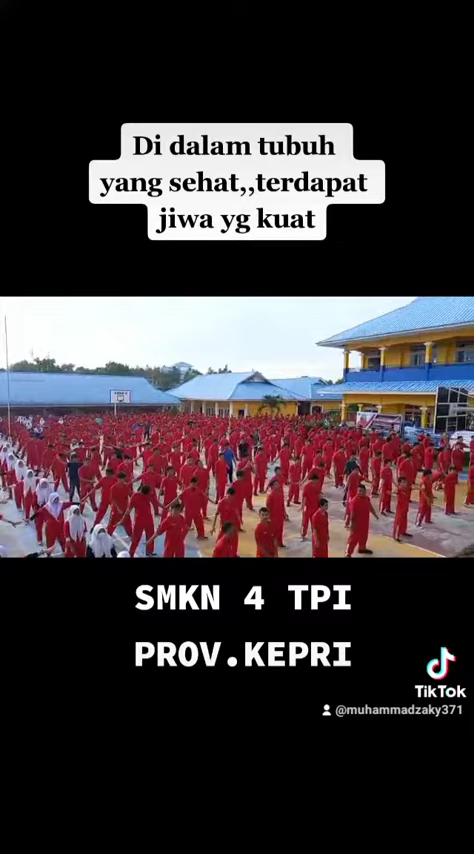 Di dalam tubuh
yang sehat,,terdapat
jiwa yg kuat
SMKN 4 TPI
PROV.KEPRI
TikTok
@muhammadzaky371